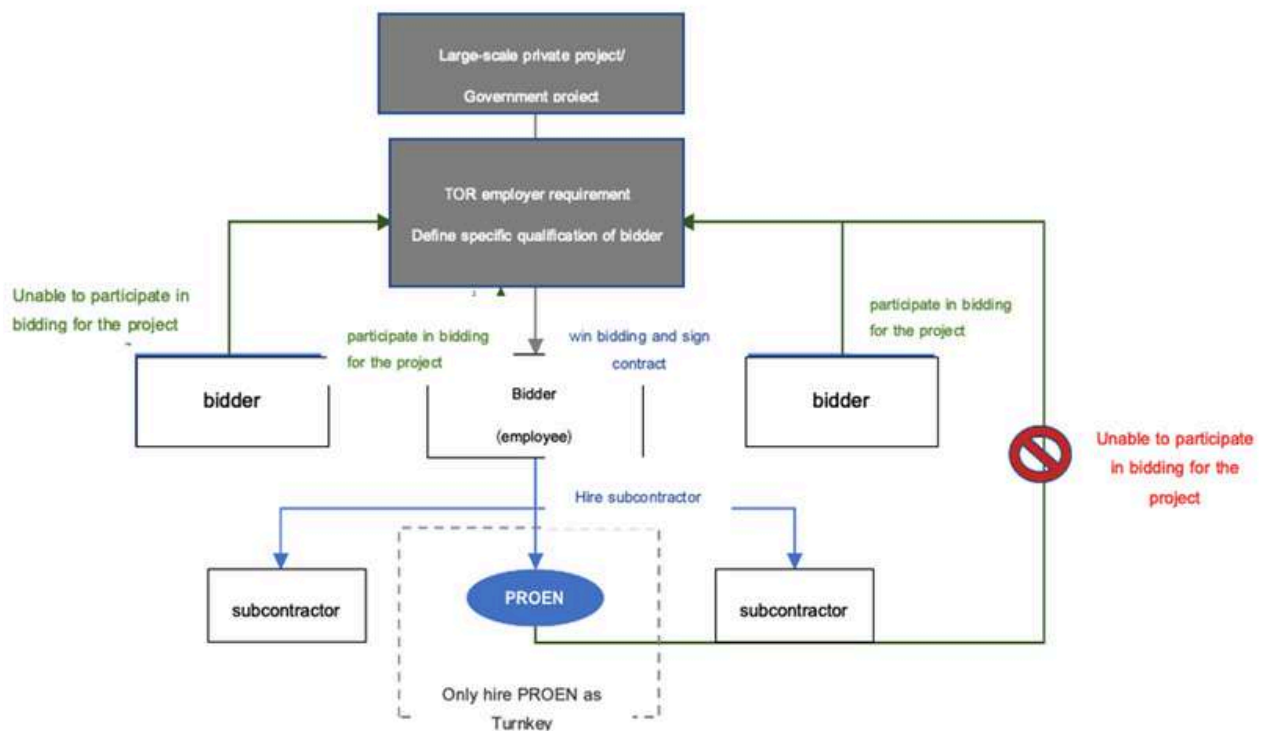 Large-scale private project/
Government project
TOR employer requirement
Define specific qualification of bidder
Unable to participate in
bidding for the project
participate in bidding
for the project
win bidding and sign
contract
participate in bidding
for the project
bidder
Bidder
(employee)
bidder
Unable to participate
in bidding for the
project
Hire subcontractor
subcontractor
PROEN
subcontractor
Only hire PROEN as
Turnkey